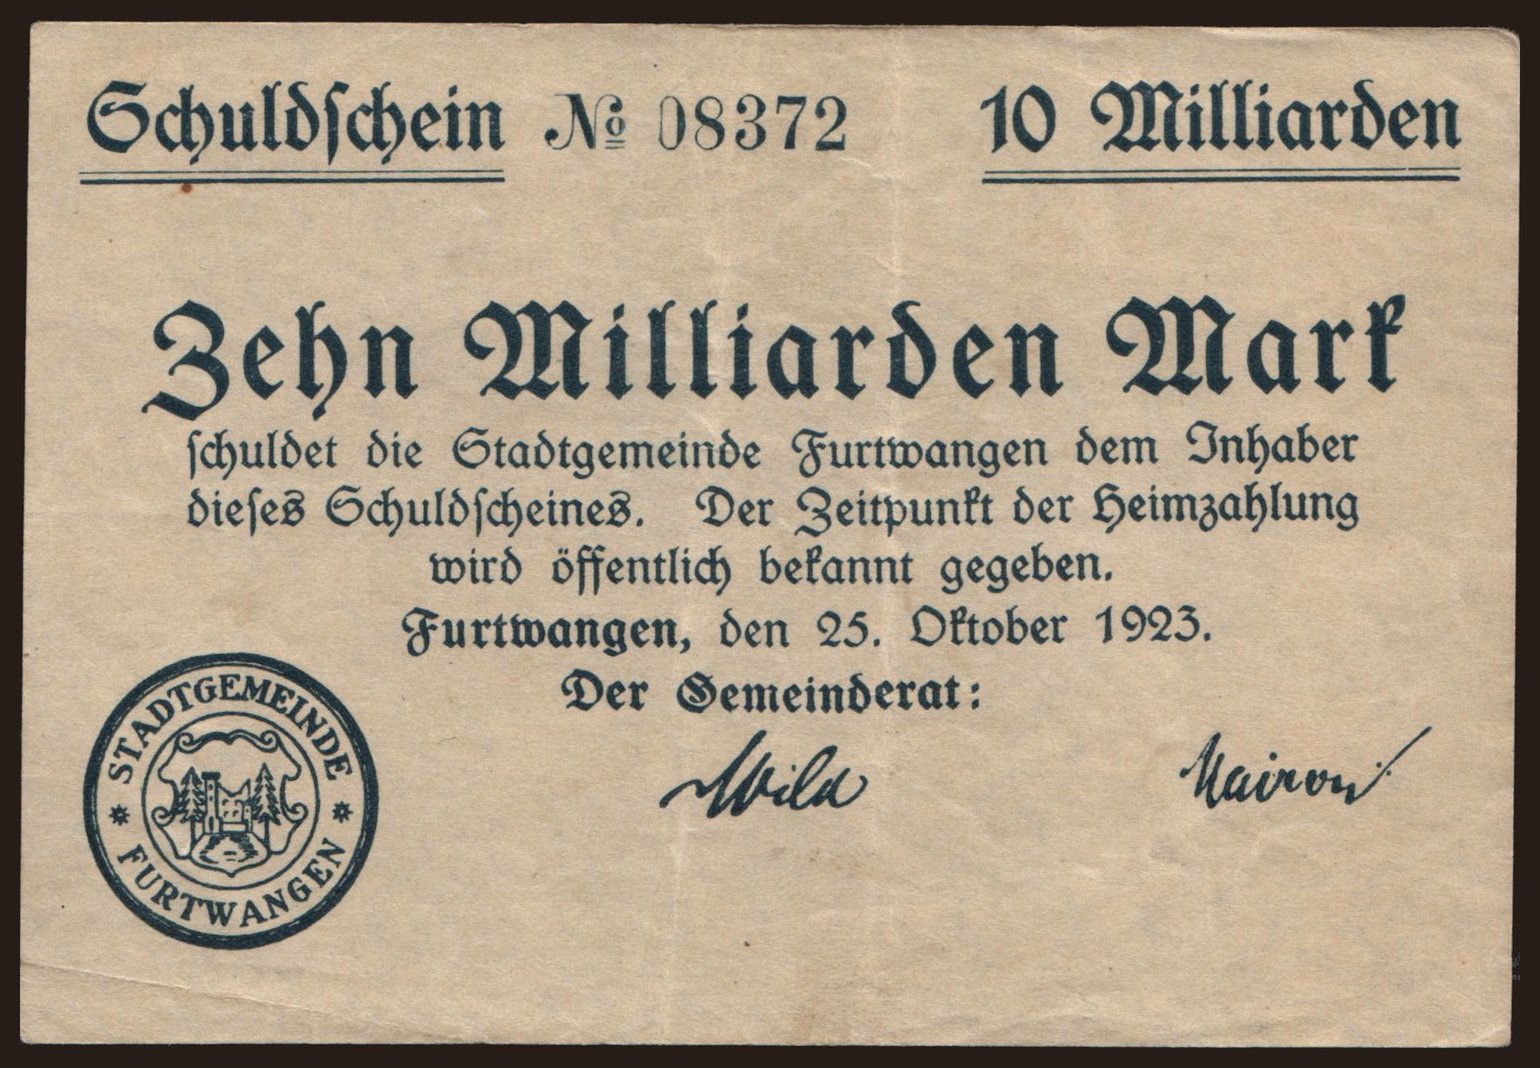 Schuldschein № 08372 10 Milliarden
Zehn Milliarden Mark
schuldet die Stadtgemeinde Furtwangen dem Inhaber
dieses Schuldscheines. Der Zeitpunkt der Heimzahlung
wird öffentlich bekannt gegeben.
Furtwangen, den 25. Oktober 1923.
Der Gemeinderat:
STADTGEMEINDE
FURTWANGEN
Wild